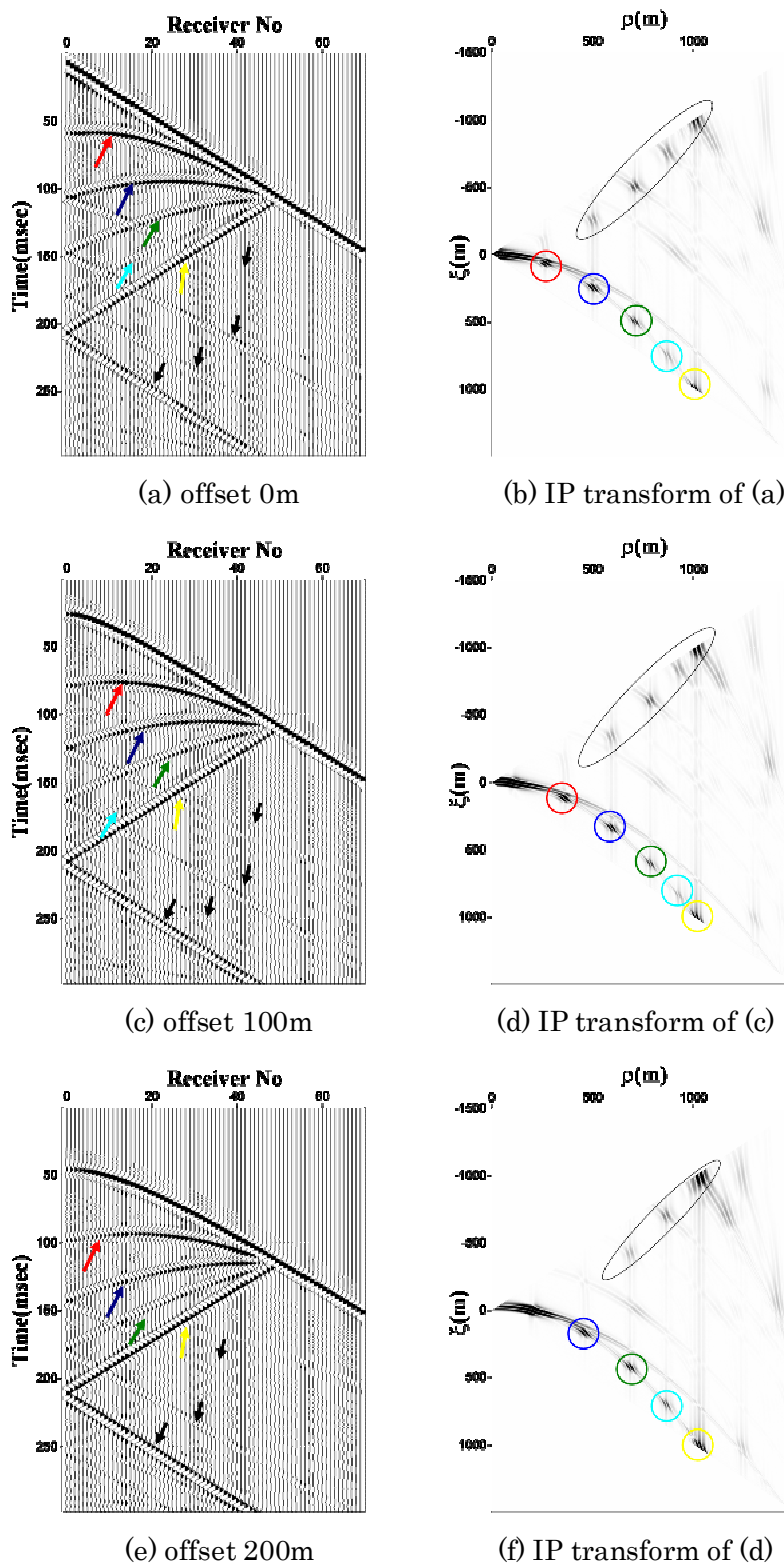 Receiver No
0 20 40 60
Time(msec)
50
100
150
200
250
(a) offset 0m
ρ(m)
0 500 1000
ξ(m)
-1500
-1000
-500
0
500
1000
(b) IP transform of (a)
Receiver No
0 20 40 60
Time(msec)
50
100
150
200
250
(c) offset 100m
ρ(m)
0 500 1000
ξ(m)
-1500
-1000
-500
0
500
1000
(d) IP transform of (c)
Receiver No
0 20 40 60
Time(msec)
50
100
150
200
250
(e) offset 200m
ρ(m)
0 500 1000
ξ(m)
-1500
-1000
-500
0
500
1000
(f) IP transform of (d)